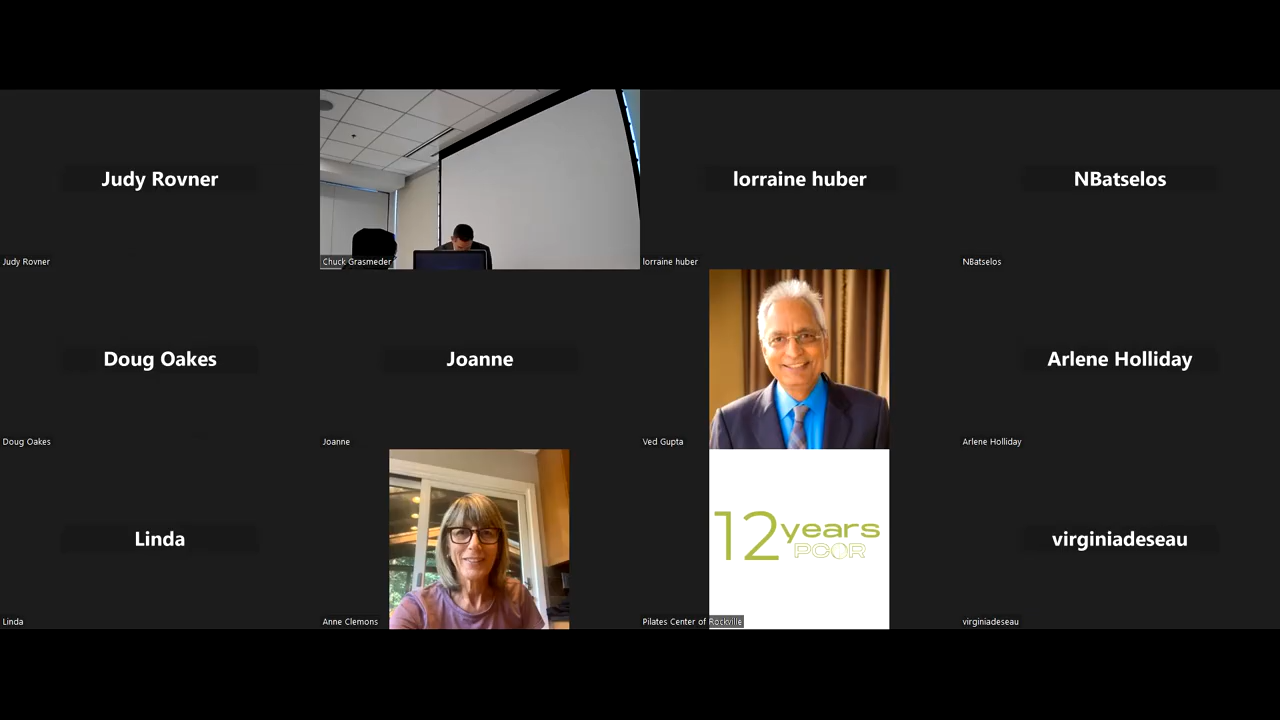 Judy Rovner
lorraine huber
NBatselos
Judy Rovner
Chuck Grasmeder
lorraine huber
NBatselos
Doug Oakes
Joanne
Arlene Holliday
Doug Oakes
Joanne
Ved Gupta
Arlene Holliday
Linda
12 years
PCOR
virginiadeseau
Linda
Anne Clemons
Pilates Center of Rockville
virginiadeseau